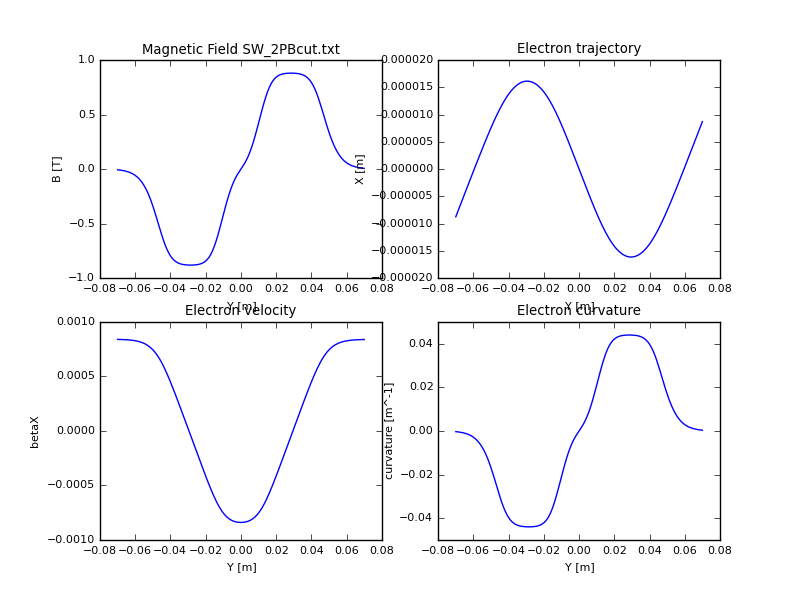 Magnetic Field SW_2PBcut.txt
1.0
0.5
0.0
−0.5
−1.0
B [T]
−0.08 −0.06 −0.04 −0.02 0.00 0.02 0.04 0.06 0.08
Y [m]
Electron trajectory
0.000020
0.000015
0.000010
0.000005
0.000000
−0.000005
−0.000010
−0.000015
−0.000020
X [m]
−0.08 −0.06 −0.04 −0.02 0.00 0.02 0.04 0.06 0.08
Y [m]
Electron velocity
0.0010
0.0005
0.0000
−0.0005
−0.0010
betaX
−0.08 −0.06 −0.04 −0.02 0.00 0.02 0.04 0.06 0.08
Y [m]
Electron curvature
0.04
0.02
0.00
−0.02
−0.04
curvature [m^-1]
−0.08 −0.06 −0.04 −0.02 0.00 0.02 0.04 0.06 0.08
Y [m]